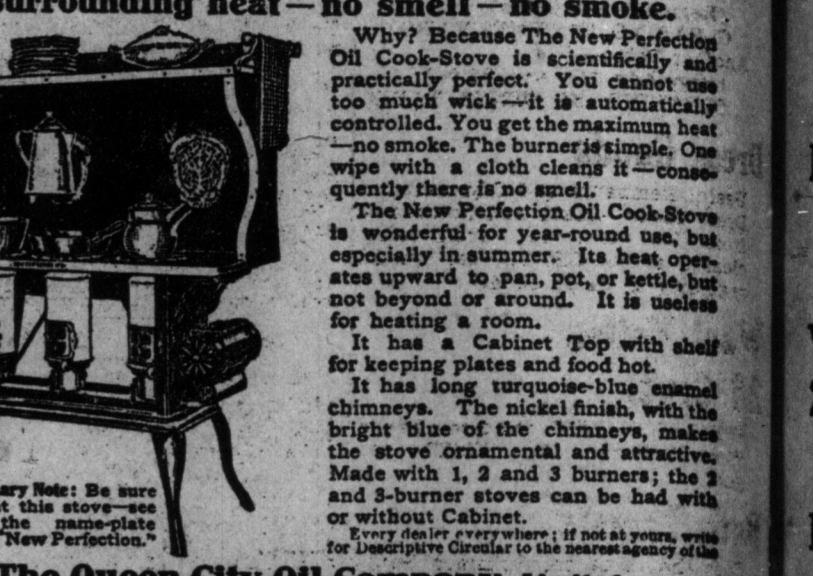 surrounding heat—no smell—no smoke.
Why? Because The New Perfection
Oil Cook-Stove is scientifically and
practically perfect. You cannot use
too much wick—it is automatically
controlled. You get the maximum heat
—no smoke. The burner is simple. One
wipe with a cloth cleans it—conse-
quently there is no smell.
The New Perfection Oil Cook-Stove
is wonderful for year-round use, but
especially in summer. Its heat oper-
ates upward to pan, pot, or kettle, but
not beyond or around. It is useless
for heating a room.
It has a Cabinet Top with shelf
for keeping plates and food hot.
It has long turquoise-blue enamel
chimneys. The nickel finish, with the
bright blue of the chimneys, makes
the stove ornamental and attractive.
Made with 1, 2 and 3 burners; the 2
and 3-burner stoves can be had with
or without Cabinet.
Every dealer everywhere; if not at yours, write
for Descriptive Circular to the nearest agency of the
ary Note: Be sure
t this stove—see
the name-plate
"New Perfection."
The Queen City Oil Company,